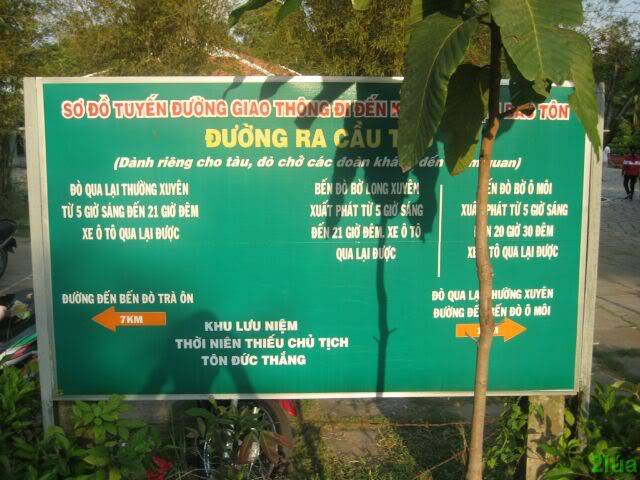 SƠ ĐỒ TUYẾN ĐƯỜNG GIAO THÔNG ĐI ĐẾN BÁC TÔN
ĐƯỜNG RA CẦU
(Dành riêng cho tàu, đò chở các đoàn khách đến quan)
ĐÒ QUA LẠI THƯỜNG XUYÊN
TỪ 5 GIỜ SÁNG ĐẾN 21 GIỜ ĐÊM
XE Ô TÔ QUA LẠI ĐƯỢC
BẾN ĐÒ BỜ LONG XUYÊN
XUẤT PHÁT TỪ 5 GIỜ SÁNG
ĐẾN 21 GIỜ ĐÊM. XE Ô TÔ
QUA LẠI ĐƯỢC
BẾN ĐÒ BỜ Ô MÔI
XUẤT PHÁT TỪ 5 GIỜ SÁNG
ĐẾN 20 GIỜ 30 ĐÊM
XE Ô TÔ QUA LẠI ĐƯỢC
ĐƯỜNG ĐẾN BẾN ĐÒ TRÀ ÔN
7KM
ĐÒ QUA LẠI THƯỜNG XUYÊN
ĐƯỜNG ĐẾN BẾN ĐÒ Ô MÔI
KHU LƯU NIỆM
THỜI NIÊN THIẾU CHỦ TỊCH
TÔN ĐỨC THẮNG
2lúa